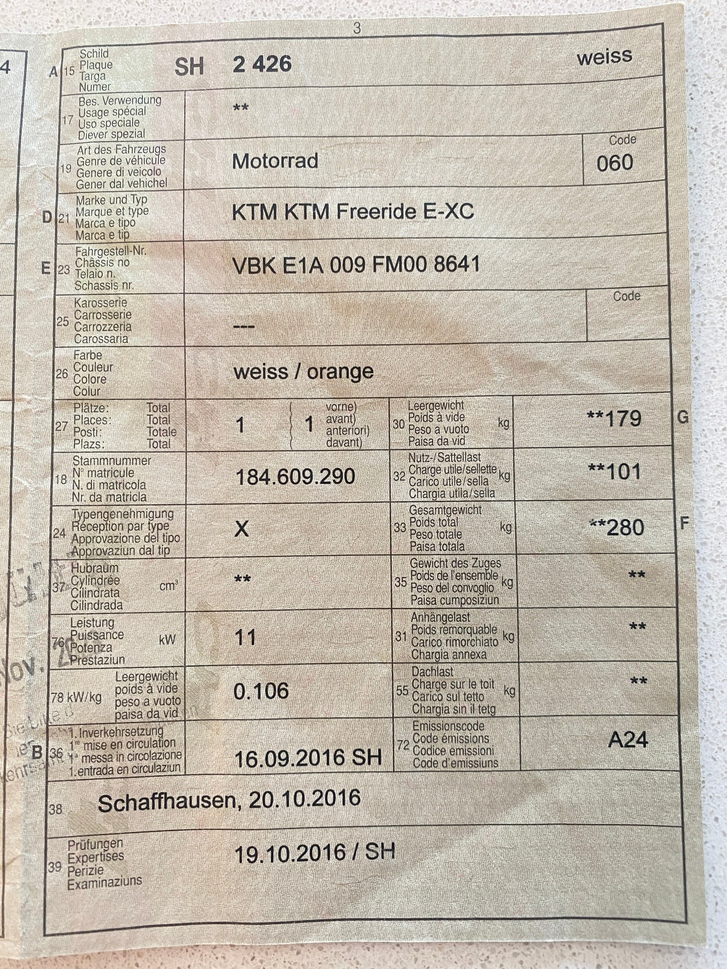 3
4
A 15 Schild
Plaque
Targa
Numer
SH 2 426 weiss
17 Bes. Verwendung
Usage spécial
Uso speciale
Diever spezial
**
19 Art des Fahrzeugs
Genre de véhicule
Genere di veicolo
Gener dal vehichel
Motorrad
Code
060
D 21 Marke und Typ
Marque et type
Marca e tipo
Marca e tip
KTM KTM Freeride E-XC
E 23 Fahrgestell-Nr.
Châssis no
Telaio n.
Schassis nr.
VBK E1A 009 FM00 8641
25 Karosserie
Carrosserie
Carrozzeria
Carossaria
---
Code
26 Farbe
Couleur
Colore
Colur
weiss / orange
27 Plätze: Total
Places: Total
Posti: Totale
Plazs: Total
1 ( 1 vorne)
avant)
anteriori)
davant)
30 Leergewicht
Poids à vide
Peso a vuoto
Paisa da vid
kg
**179 G
18 Stammnummer
N° matricule
N. di matricola
Nr. da matricla
184.609.290
32 Nutz-/Sattellast
Charge utile/sellette
Carico utile/sella
Chargia utila/sella
kg
**101
24 Typengenehmigung
Réception par type
Approvazione del tipo
Approvaziun dal tip
X
33 Gesamtgewicht
Poids total
Peso totale
Paisa totala
kg
**280 F
37 Hubraum
Cylindrée
Cilindrata
Cilindrada
cm³
**
35 Gewicht des Zuges
Poids de l'ensemble
Peso del convoglio
Paisa cumposiziun
kg
**
76 Leistung
Puissance
Potenza
Prestaziun
kW
11
31 Anhängelast
Poids remorquable
Carico rimorchiato
Chargia annexa
kg
**
78 kW/kg Leergewicht
poids à vide
peso a vuoto
paisa da vid
0.106
55 Dachlast
Charge sur le toit
Carico sul tetto
Chargia sin il tetg
kg
**
B 36 1. Inverkehrsetzung
1re mise en circulation
1a messa in circolazione
1. entrada en circulaziun
16.09.2016 SH
72 Emissionscode
Code émissions
Codice emissioni
Code d'emissiuns
A24
38 Schaffhausen, 20.10.2016
39 Prüfungen
Expertises
Perizie
Examinaziuns
19.10.2016 / SH